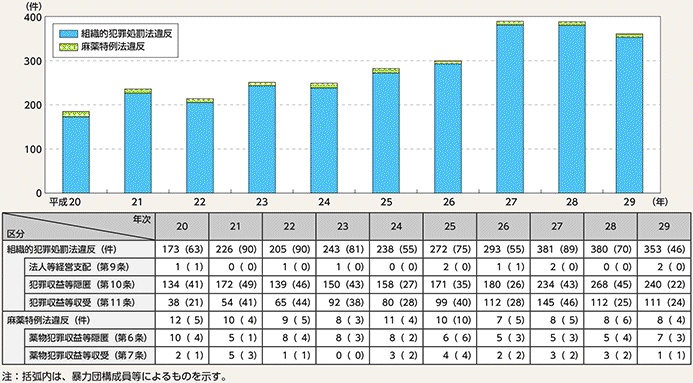 (件)
400
300
200
100
0
組織的犯罪処罰法違反
麻薬特例法違反
平成20 21 22 23 24 25 26 27 28 29 (年)
年次
区分
20 21 22 23 24 25 26 27 28 29
組織的犯罪処罰法違反(件) 173 (63) 226 (90) 205 (90) 243 (81) 238 (55) 272 (75) 293 (55) 381 (89) 380 (70) 353 (46)
法人等経営支配(第9条) 1 ( 1) 0 ( 0) 1 ( 0) 1 ( 0) 0 ( 0) 2 ( 0) 1 ( 1) 2 ( 0) 0 ( 0) 2 ( 0)
犯罪収益等隠匿(第10条) 134 (41) 172 (49) 139 (46) 150 (43) 158 (27) 171 (35) 180 (26) 234 (43) 268 (45) 240 (22)
犯罪収益等収受(第11条) 38 (21) 54 (41) 65 (44) 92 (38) 80 (28) 99 (40) 112 (28) 145 (46) 112 (25) 111 (24)
麻薬特例法違反(件) 12 ( 5) 10 ( 4) 9 ( 5) 8 ( 3) 11 ( 4) 10 (10) 7 ( 5) 8 ( 5) 8 ( 6) 8 ( 4)
薬物犯罪収益等隠匿(第6条) 10 ( 4) 5 ( 1) 8 ( 4) 8 ( 3) 8 ( 2) 6 ( 6) 5 ( 3) 5 ( 3) 5 ( 4) 7 ( 3)
薬物犯罪収益等収受(第7条) 2 ( 1) 5 ( 3) 1 ( 1) 0 ( 0) 3 ( 2) 4 ( 4) 2 ( 2) 3 ( 2) 3 ( 2) 1 ( 1)
注:括弧内は、暴力団構成員等によるものを示す。